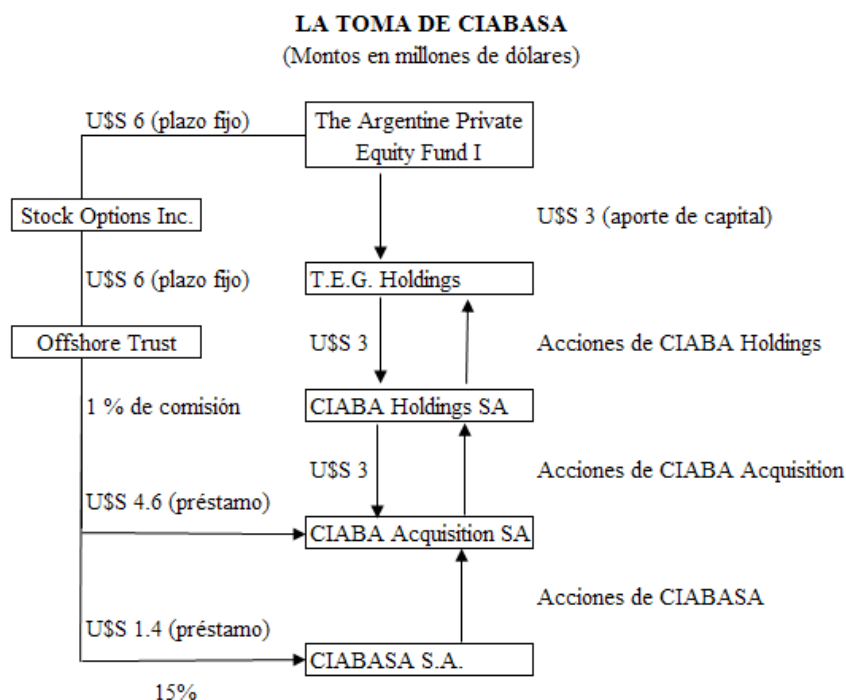 LA TOMA DE CIABASA
(Montos en millones de dólares)
U$S 6 (plazo fijo)
The Argentine Private
Equity Fund I
Stock Options Inc.
U$S 3 (aporte de capital)
U$S 6 (plazo fijo)
T.E.G. Holdings
Offshore Trust
U$S 3
Acciones de CIABA Holdings
1 % de comisión
CIABA Holdings SA
U$S 3
Acciones de CIABA Acquisition
U$S 4.6 (préstamo)
CIABA Acquisition SA
Acciones de CIABASA
U$S 1.4 (préstamo)
CIABASA S.A.
15%